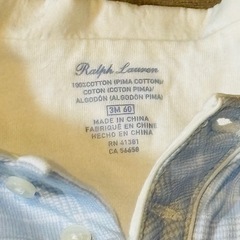 Ralph Lauren
100%COTTON (PIMA COTTON)
COTON (COTON PIMA)/
ALGODÓN (ALGODÓN PIMA)
3M 60
MADE IN CHINA
FABRIQUÉ EN CHINE
HECHO EN CHINA
RN 41381
CA 56650